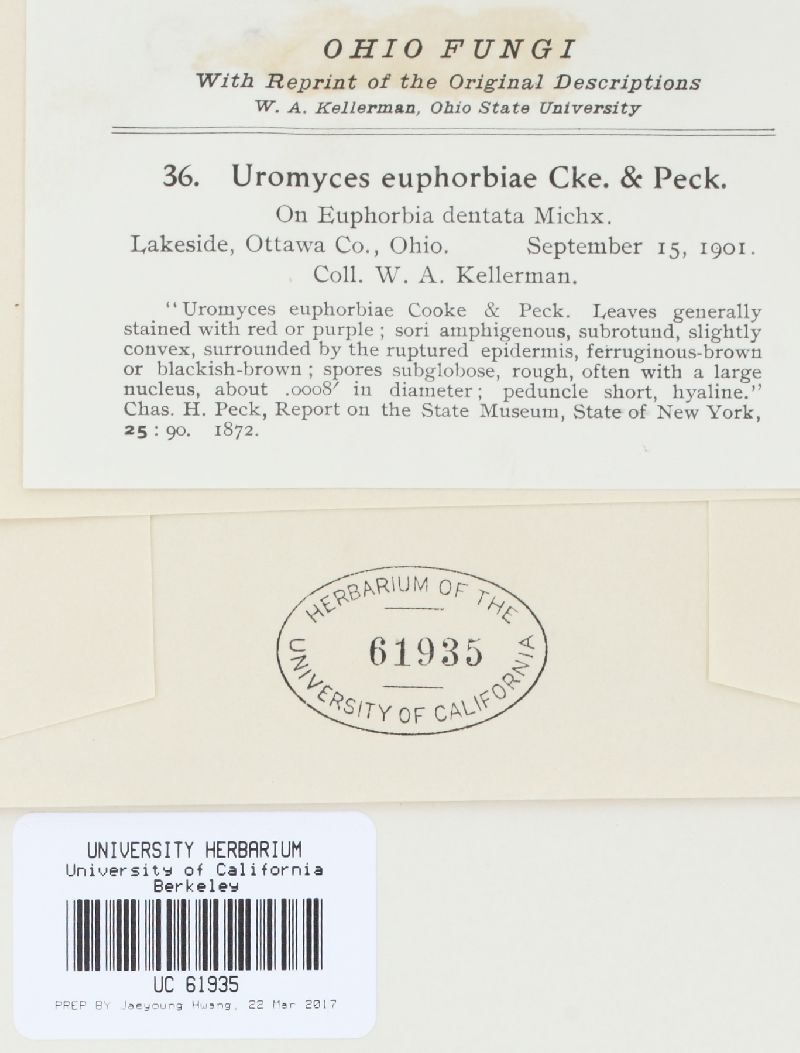 OHIO FUNGI
With Reprint of the Original Descriptions
W. A. Kellerman, Ohio State University
36. Uromyces euphorbiae Cke. & Peck.
On Euphorbia dentata Michx.
Lakeside, Ottawa Co., Ohio. September 15, 1901.
Coll. W. A. Kellerman.
"Uromyces euphorbiae Cooke & Peck. Leaves generally
stained with red or purple; sori amphigenous, subrotund, slightly
convex, surrounded by the ruptured epidermis, ferruginous-brown
or blackish-brown; spores subglobose, rough, often with a large
nucleus, about .0008′ in diameter; peduncle short, hyaline."
Chas. H. Peck, Report on the State Museum, State of New York,
25 : 90. 1872.
HERBARIUM OF THE
61935
UNIVERSITY OF CALIFORNIA
UNIVERSITY HERBARIUM
University of California
Berkeley
UC 61935
PREP BY Jaeyoung Hwang, 22 Mar 2017